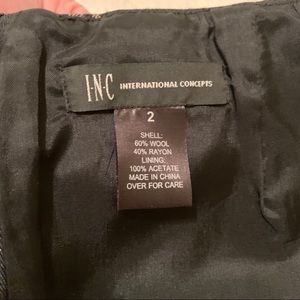 I·N·C INTERNATIONAL CONCEPTS
2
SHELL:
60% WOOL
40% RAYON
LINING:
100% ACETATE
MADE IN CHINA
OVER FOR CARE